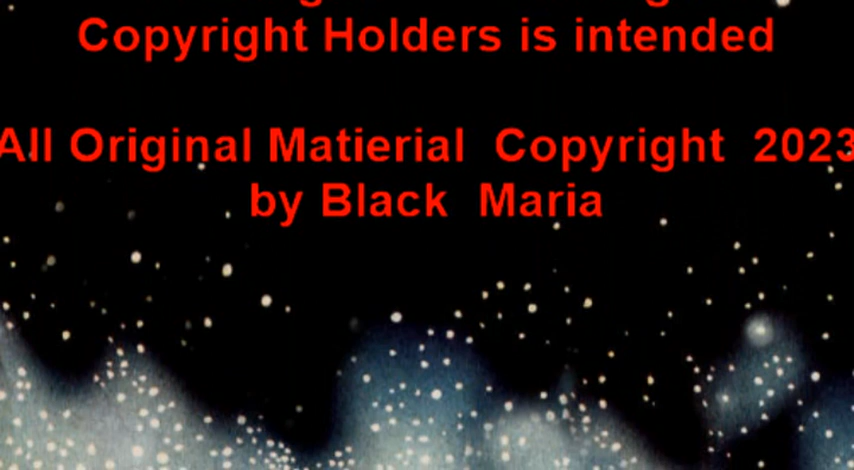 Copyright Holders is intended
All Original Matierial Copyright 2023
by Black Maria